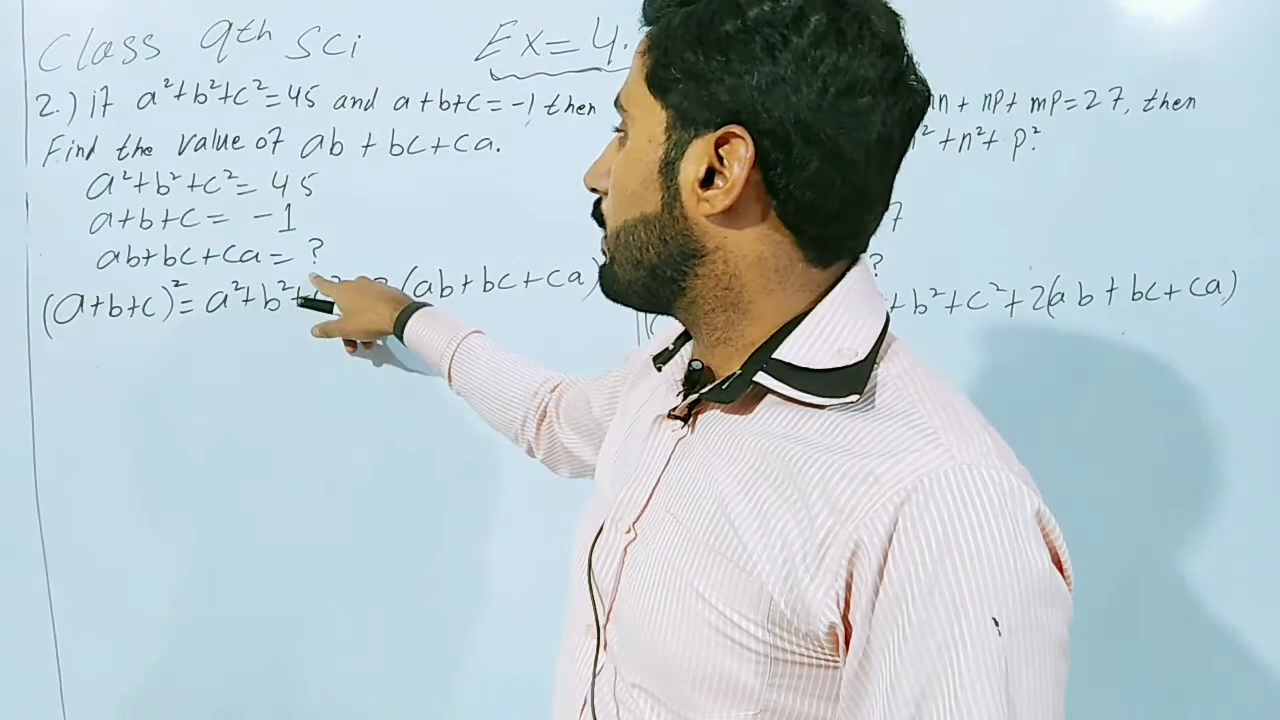 Class 9th Sci
Ex=4.
2.) if a²+b²+c²=45 and a+b+c=-1, then
Find the value of ab+bc+ca.
a²+b²+c²=45
a+b+c= -1
ab+bc+ca=?
(a+b+c)²=a²+b²+ (ab+bc+ca)
+ np + mp=27, then
+n²+p²?
7
?
+b²+c²+2(ab+bc+ca)